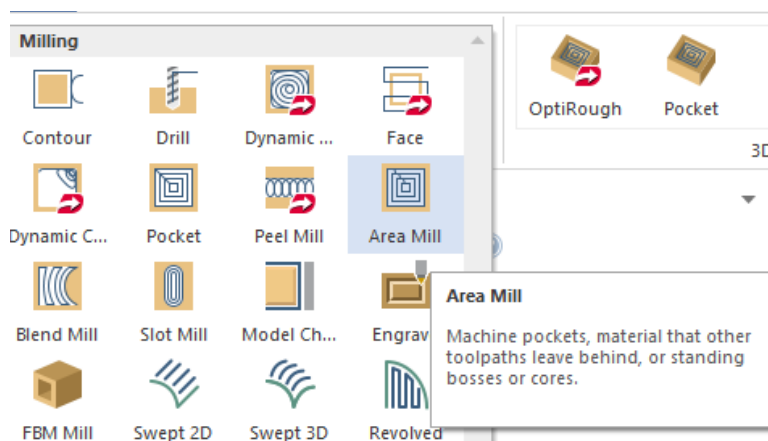 Milling
Contour Drill Dynamic ... Face
Dynamic C... Pocket Peel Mill Area Mill
Blend Mill Slot Mill Model Ch... Engrav
FBM Mill Swept 2D Swept 3D Revolved
OptiRough Pocket
3D
Area Mill
Machine pockets, material that other
toolpaths leave behind, or standing
bosses or cores.